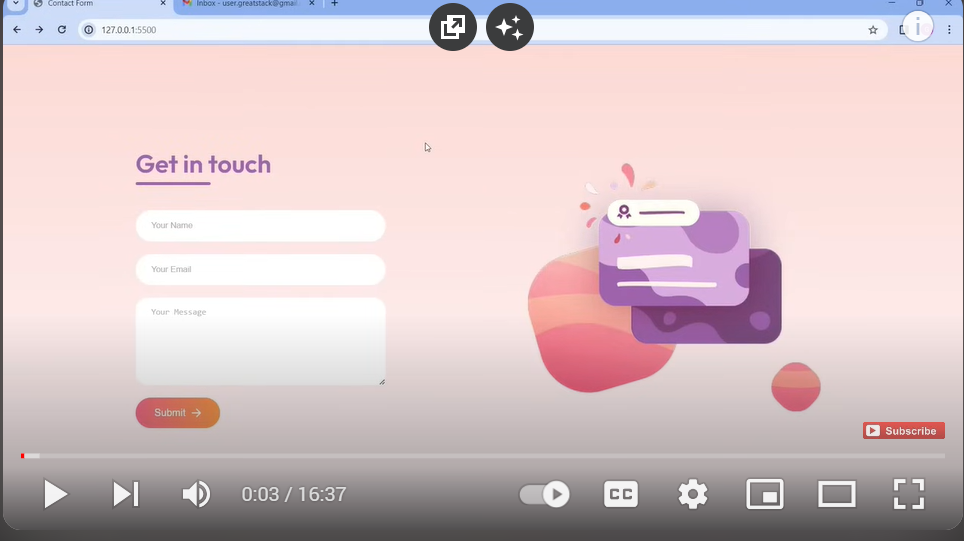 Contact Form
Inbox - user.greatstack@gmail.
127.0.0.1:5500
Get in touch
Your Name
Your Email
Your Message
Submit →
Subscribe
0:03 / 16:37
CC